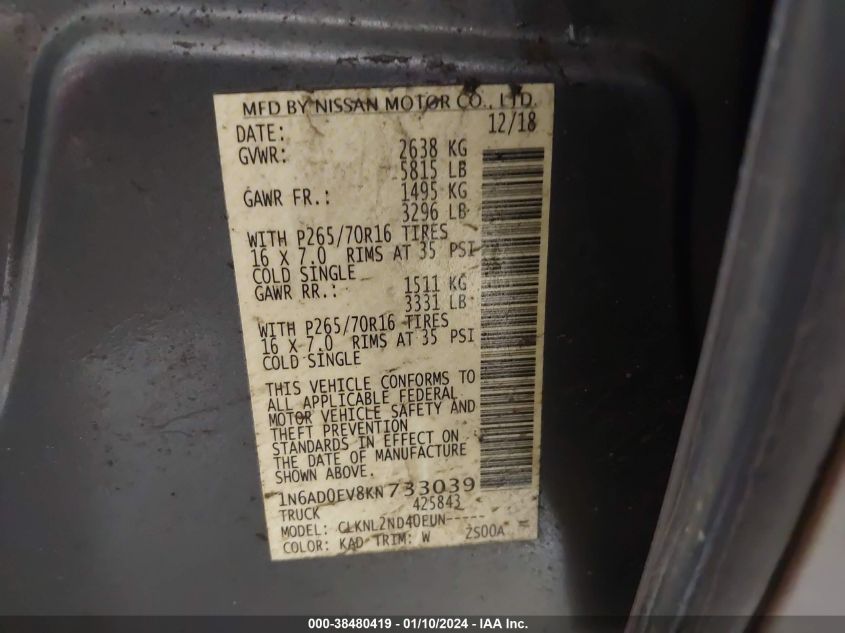 MFD BY NISSAN MOTOR CO., LTD.
DATE: 12/18
GVWR: 2638 KG
5815 LB
GAWR FR.: 1495 KG
3296 LB
WITH P265/70R16 TIRES
16 X 7.0 RIMS AT 35 PSI
COLD SINGLE
GAWR RR.: 1511 KG
3331 LB
WITH P265/70R16 TIRES
16 X 7.0 RIMS AT 35 PSI
COLD SINGLE
THIS VEHICLE CONFORMS TO
ALL APPLICABLE FEDERAL
MOTOR VEHICLE SAFETY AND
THEFT PREVENTION
STANDARDS IN EFFECT ON
THE DATE OF MANUFACTURE
SHOWN ABOVE.
1N6AD0EV8KN733039
TRUCK 425843
MODEL: CLKNL2ND40EUN-----
COLOR: KAD TRIM: W ZS00A =
000-38480419 - 01/10/2024 - IAA Inc.